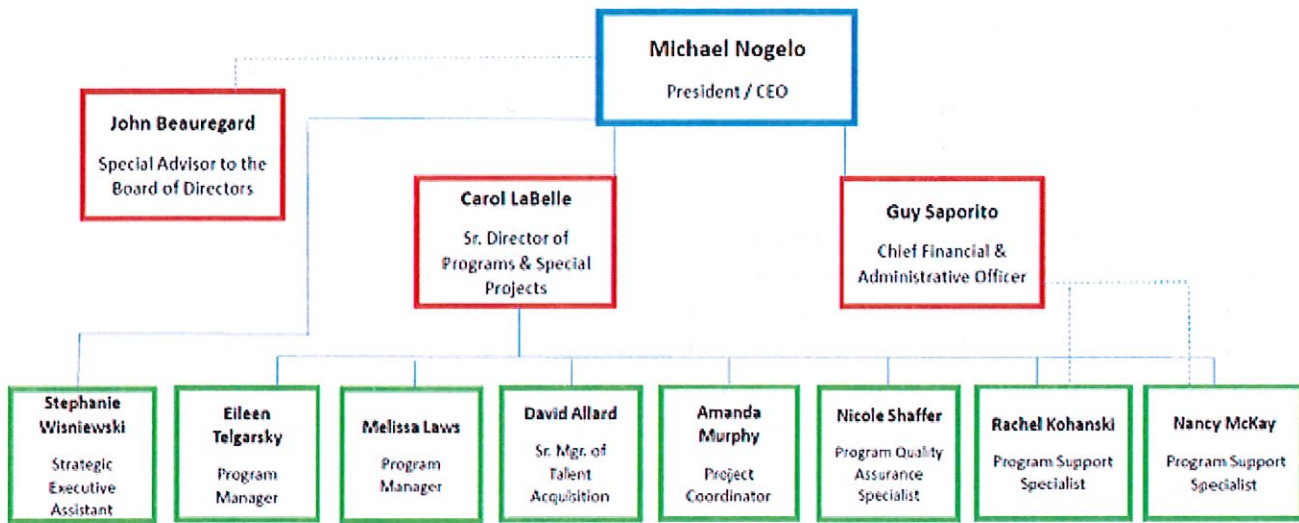 Michael Nogelo
President / CEO
John Beauregard
Special Advisor to the
Board of Directors
Carol LaBelle
Sr. Director of
Programs & Special
Projects
Guy Saporito
Chief Financial &
Administrative Officer
Stephanie
Wisniewski
Strategic
Executive
Assistant
Eileen
Telgarsky
Program
Manager
Melissa Laws
Program
Manager
David Allard
Sr. Mgr. of
Talent
Acquisition
Amanda
Murphy
Project
Coordinator
Nicole Shaffer
Program Quality
Assurance
Specialist
Rachel Kohanski
Program Support
Specialist
Nancy McKay
Program Support
Specialist